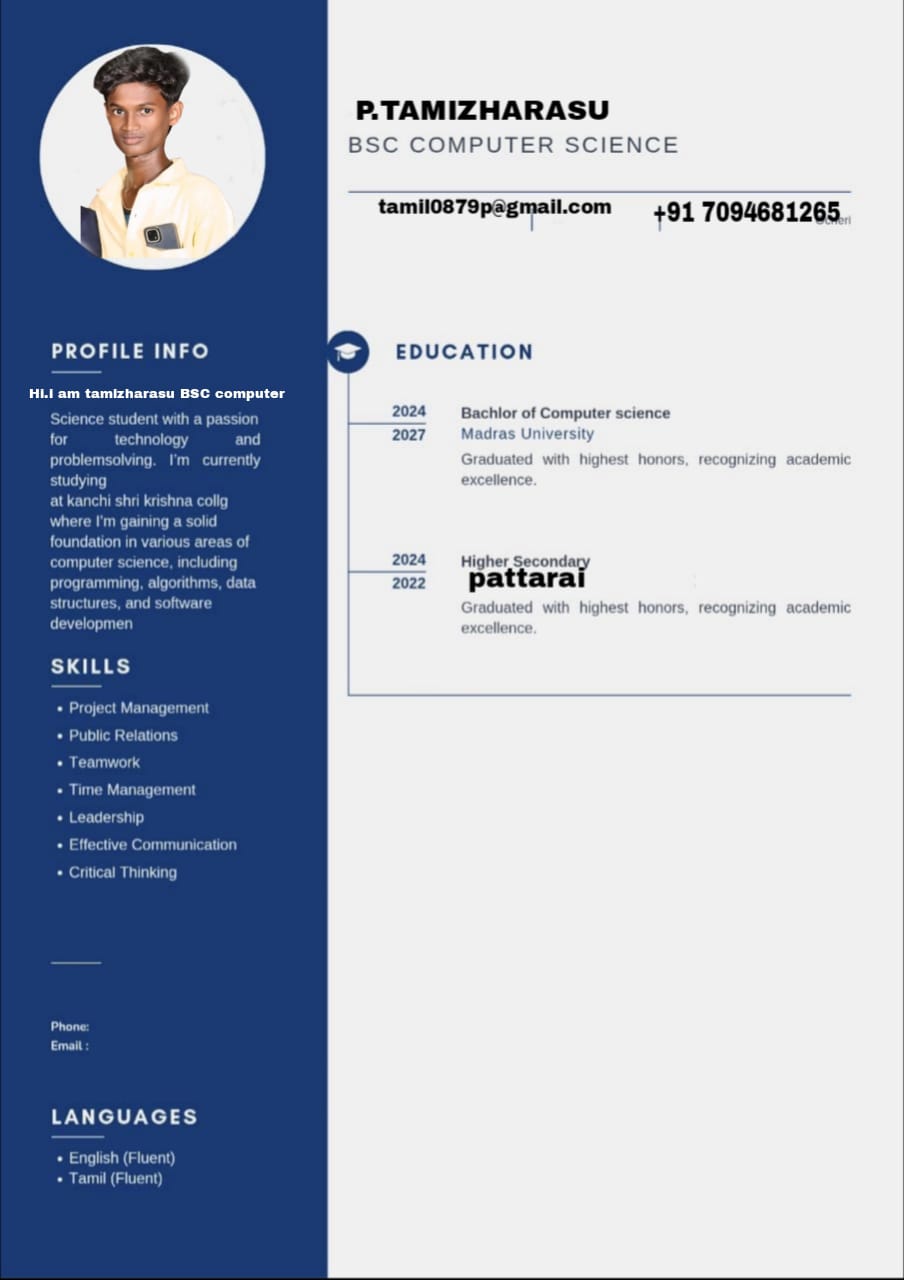 P.TAMIZHARASU
BSC COMPUTER SCIENCE
tamil0879p@gmail.com
+91 7094681265
PROFILE INFO
Hi.i am tamizharasu BSC computer
Science student with a passion
for technology and
problemsolving. I'm currently
studying
at kanchi shri krishna collg
where I'm gaining a solid
foundation in various areas of
computer science, including
programming, algorithms, data
structures, and software
developmen
SKILLS
• Project Management
• Public Relations
• Teamwork
• Time Management
• Leadership
• Effective Communication
• Critical Thinking
Phone:
Email :
LANGUAGES
• English (Fluent)
• Tamil (Fluent)
EDUCATION
2024
2027
Bachlor of Computer science
Madras University
Graduated with highest honors, recognizing academic
excellence.
2024
2022
Higher Secondary
pattarai
Graduated with highest honors, recognizing academic
excellence.